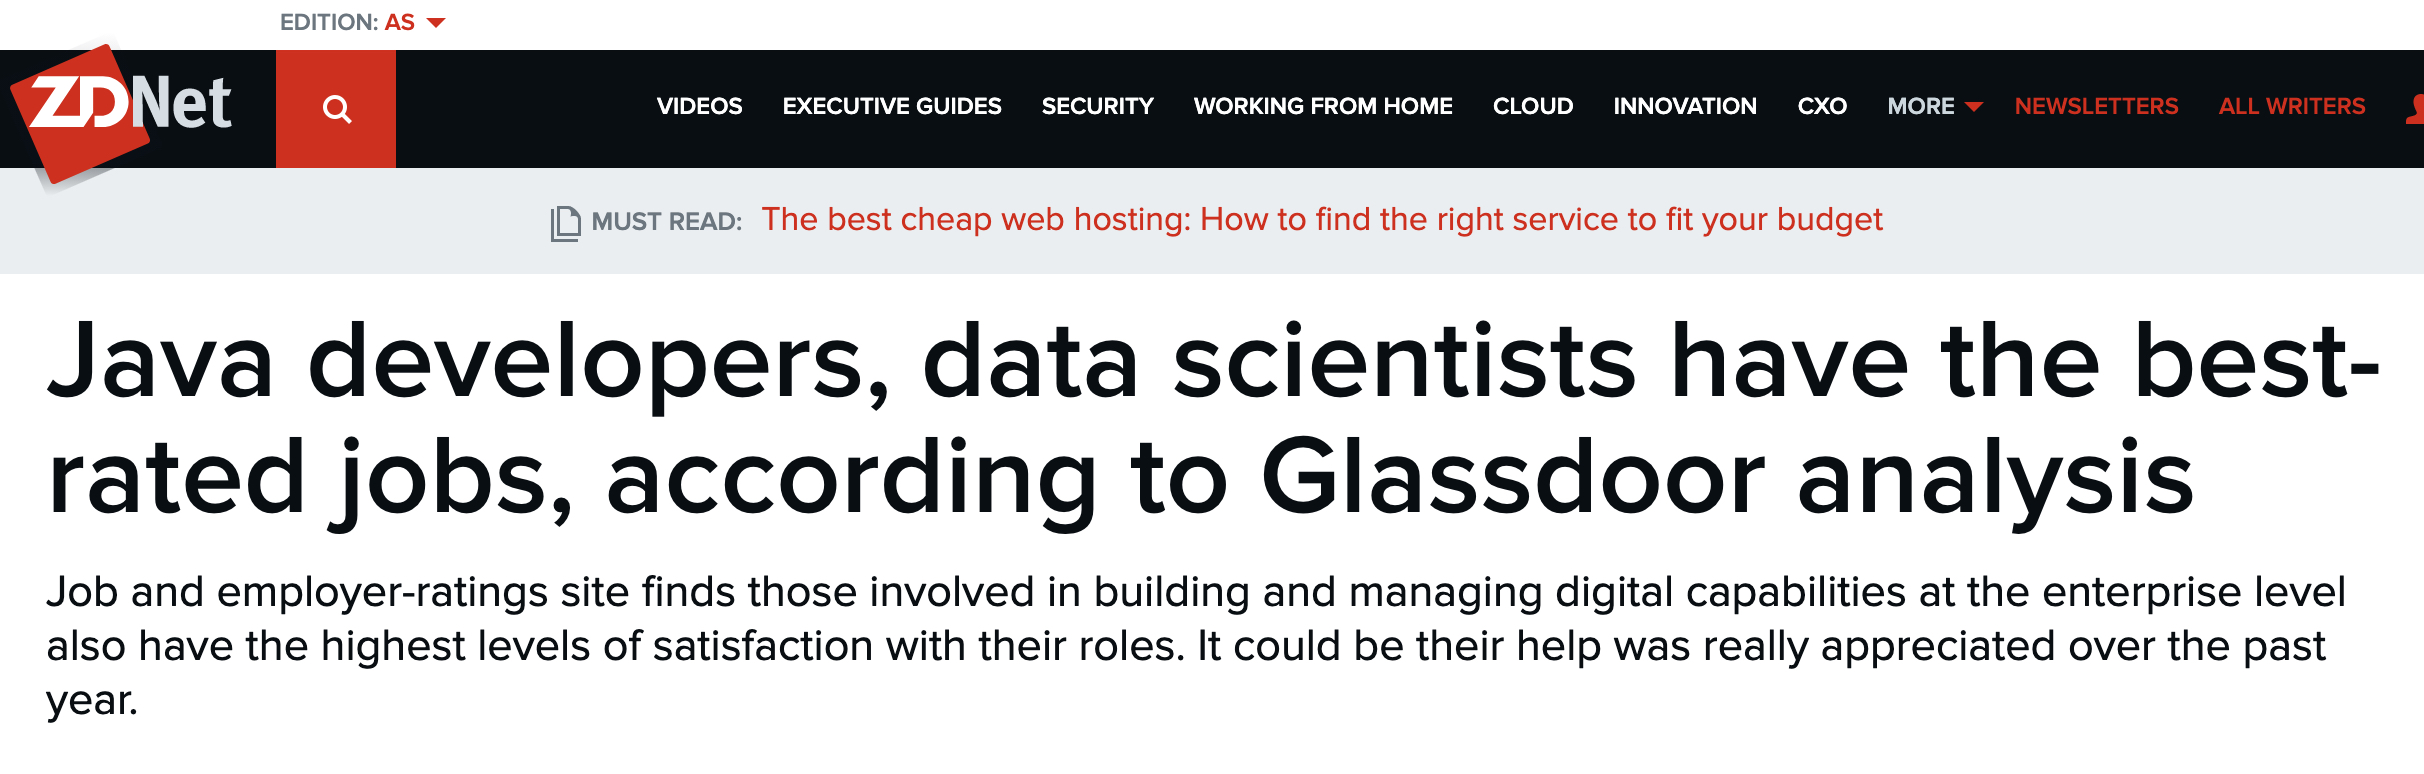 EDITION: AS
ZDNet
VIDEOS EXECUTIVE GUIDES SECURITY WORKING FROM HOME CLOUD INNOVATION CXO MORE NEWSLETTERS ALL WRITERS
MUST READ: The best cheap web hosting: How to find the right service to fit your budget
Java developers, data scientists have the best-
rated jobs, according to Glassdoor analysis
Job and employer-ratings site finds those involved in building and managing digital capabilities at the enterprise level
also have the highest levels of satisfaction with their roles. It could be their help was really appreciated over the past
year.